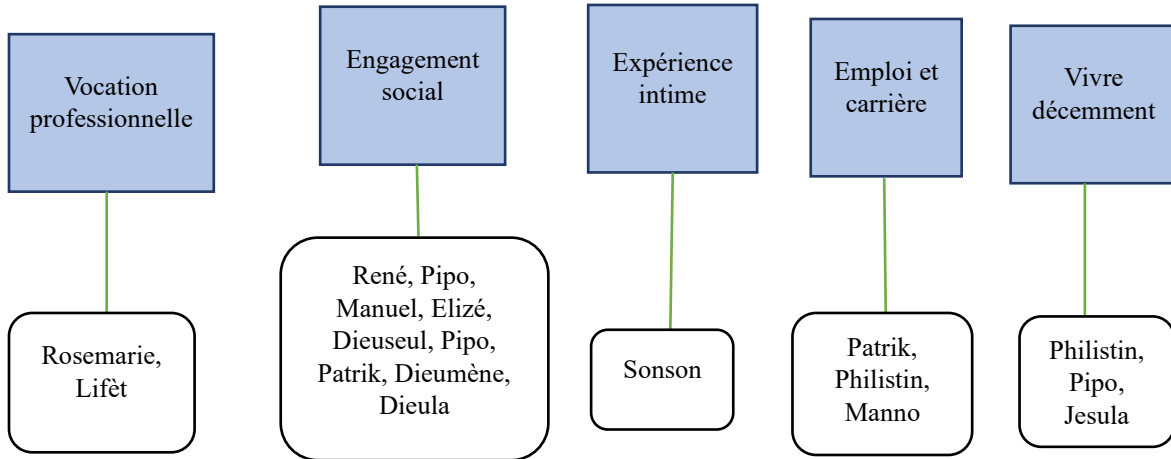 Vocation
professionnelle
Engagement
social
Expérience
intime
Emploi et
carrière
Vivre
décemment
Rosemarie,
Lifèt
René, Pipo,
Manuel, Elizé,
Dieuseul, Pipo,
Patrik, Dieumène,
Dieula
Sonson
Patrik,
Philistin,
Manno
Philistin,
Pipo,
Jesula